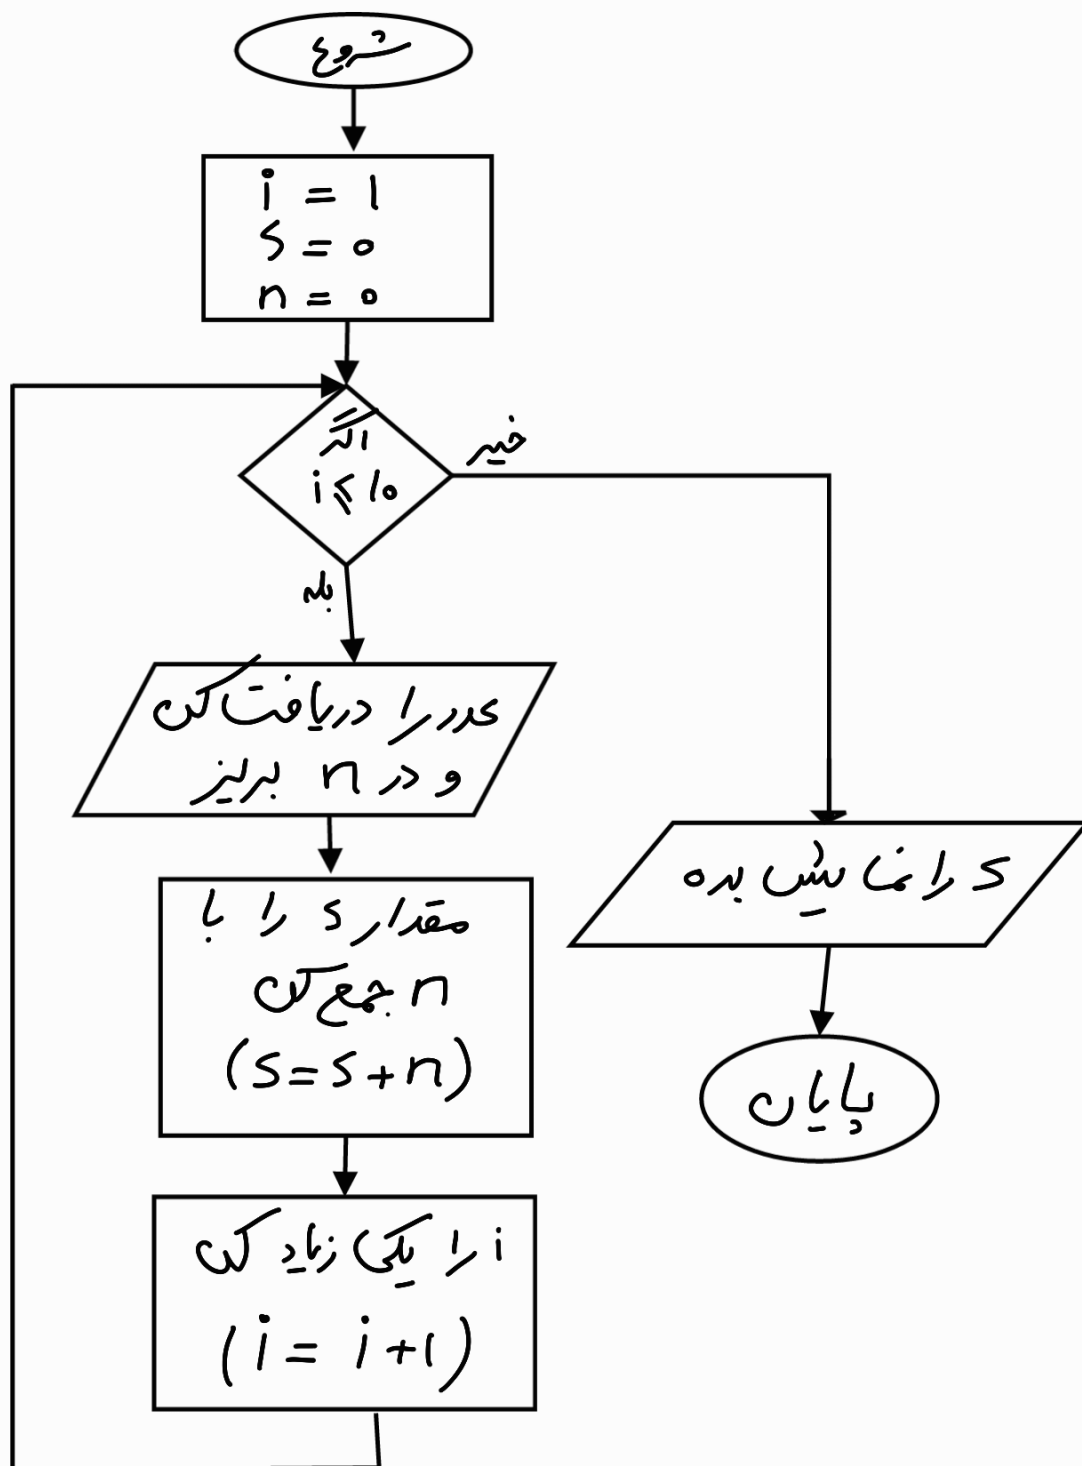 شروع
i = 1
S = 0
n = 0
اگر
i ≤ 10
خیر
بله
عدد را دریافت کن
و در n بریز
مقدار s را با
n جمع کن
(S = S + n)
i را یکی زیاد کن
(i = i + 1)
s را نمایش بده
پایان